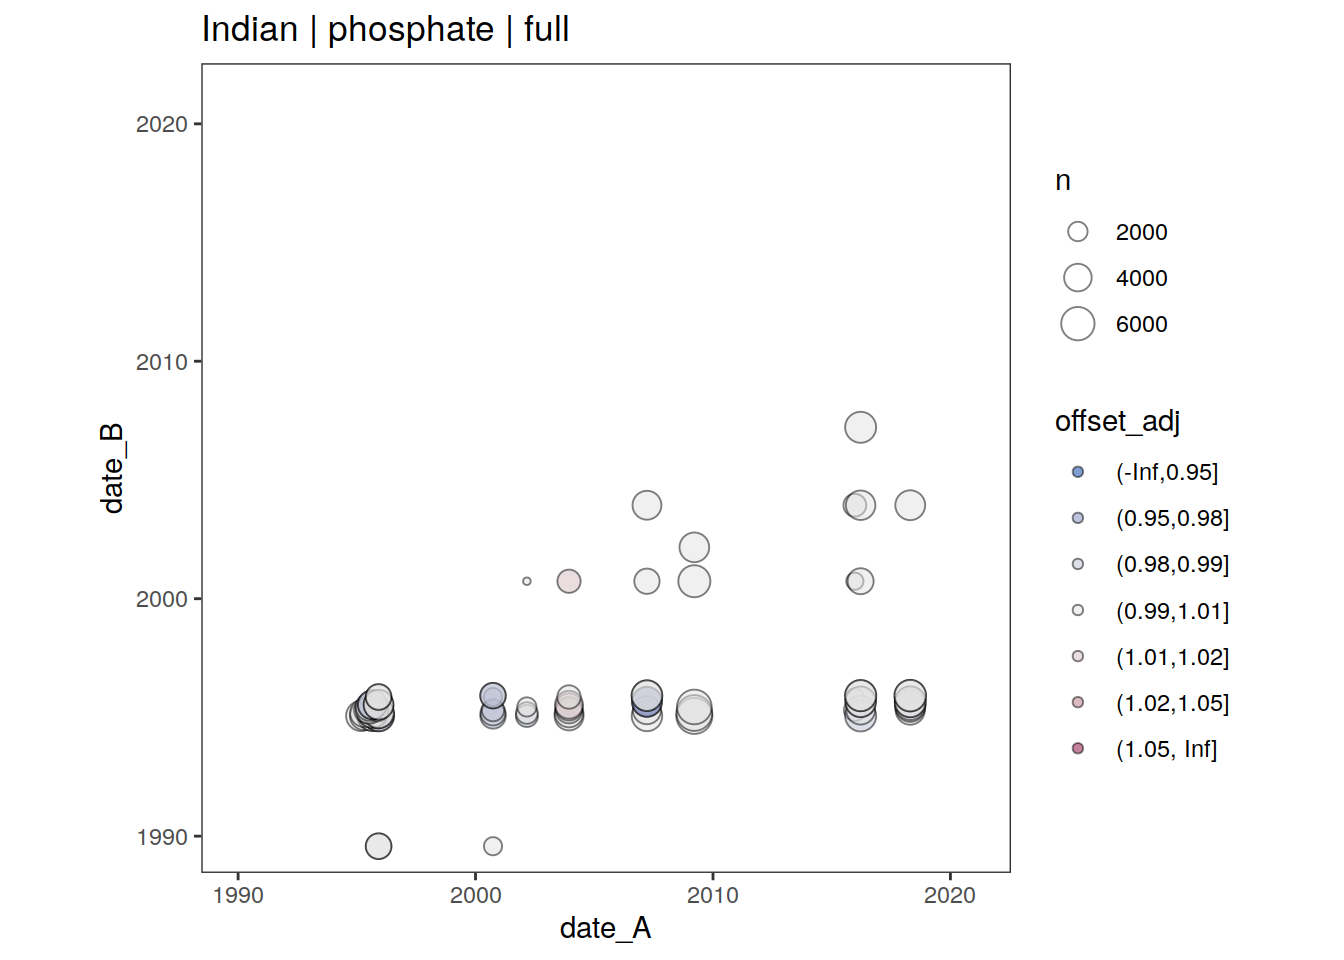 Indian | phosphate | full
2020
2010
2000
1990
date_B
1990
2000
2010
2020
date_A
n
2000
4000
6000
offset_adj
(-Inf,0.95]
(0.95,0.98]
(0.98,0.99]
(0.99,1.01]
(1.01,1.02]
(1.02,1.05]
(1.05, Inf]